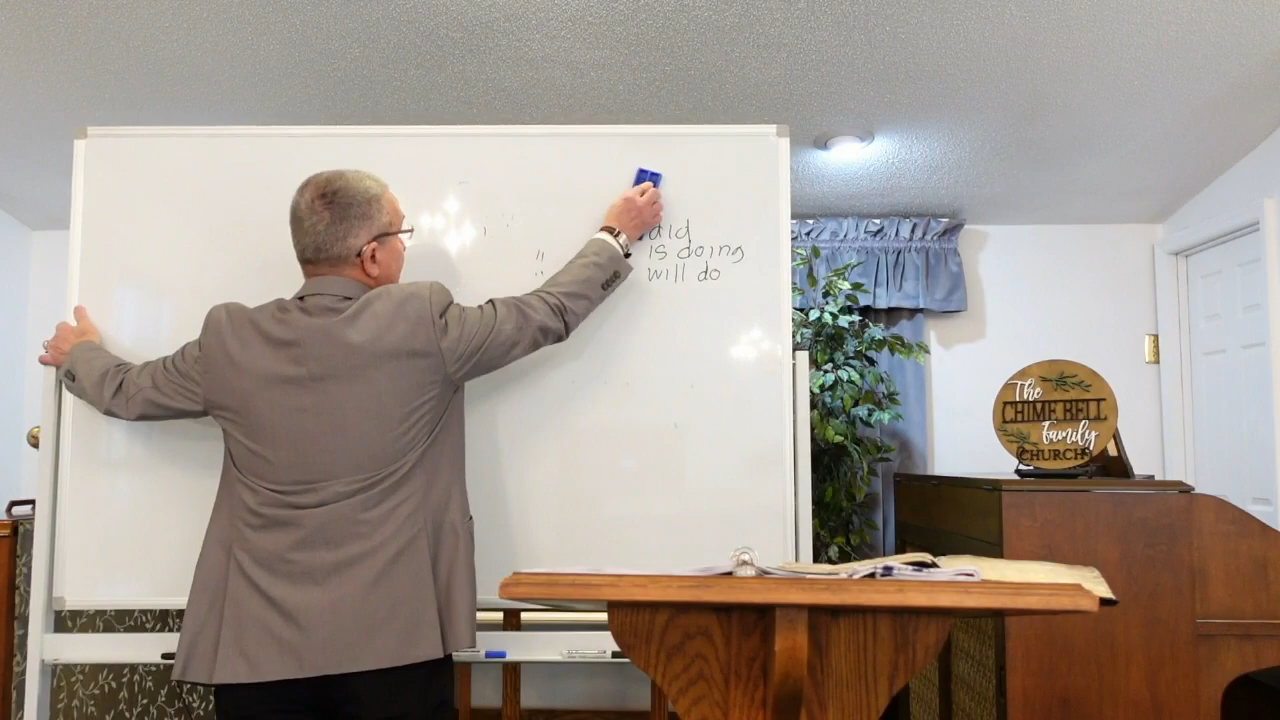 did
" is doing
" will do
The
CHIME BELL
Family
CHURCH